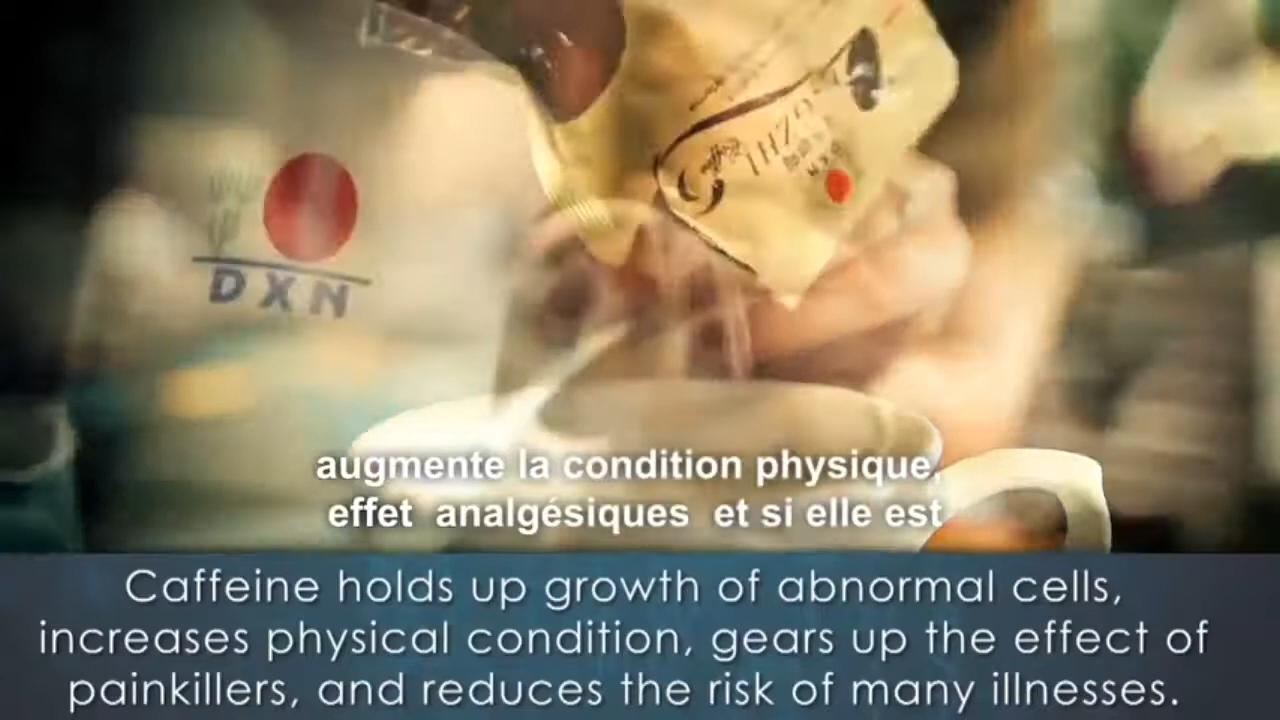 DXN
augmente la condition physique,
effet analgésiques et si elle est
Caffeine holds up growth of abnormal cells,
increases physical condition, gears up the effect of
painkillers, and reduces the risk of many illnesses.